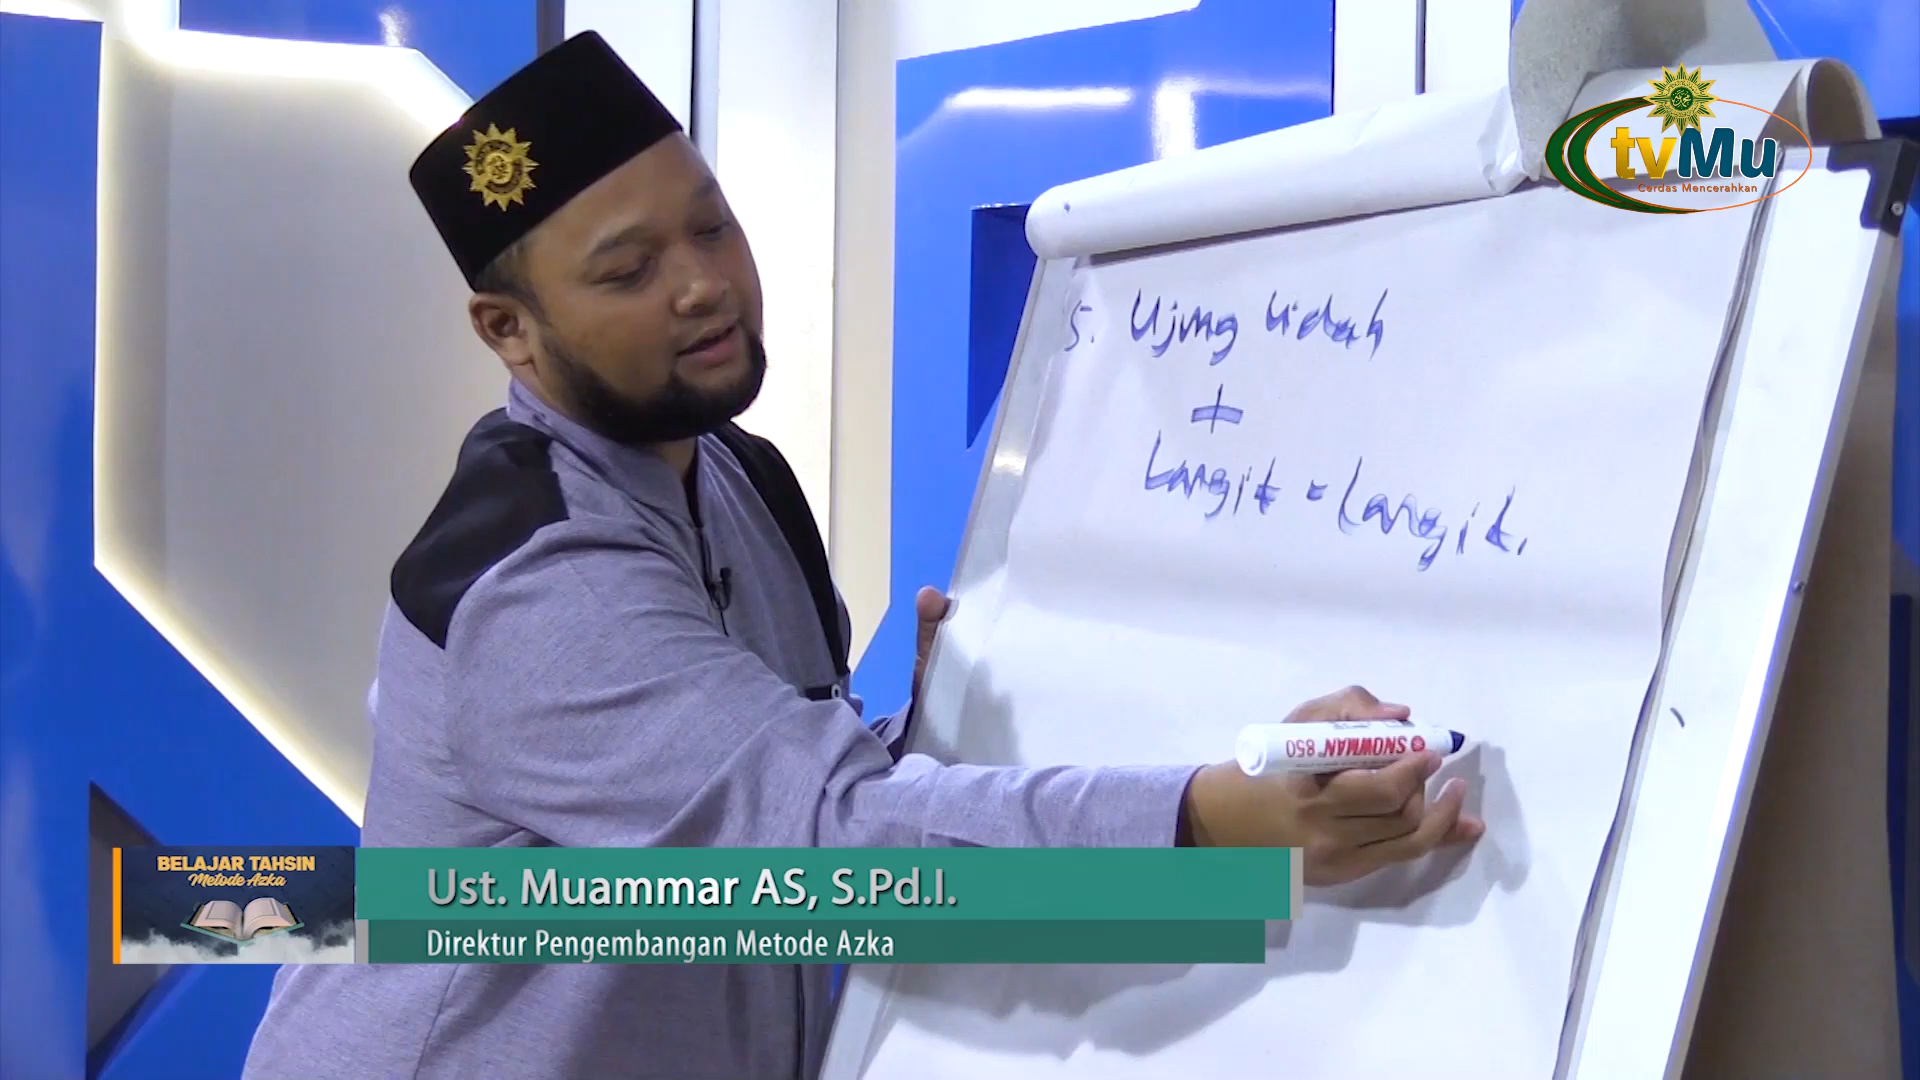 tvMu
Cerdas Mencerahkan
5. Ujung lidah
+
Langit - Langit.
SNOWMAN 850
BELAJAR TAHSIN
Metode Azka
Ust. Muammar AS, S.Pd.I.
Direktur Pengembangan Metode Azka